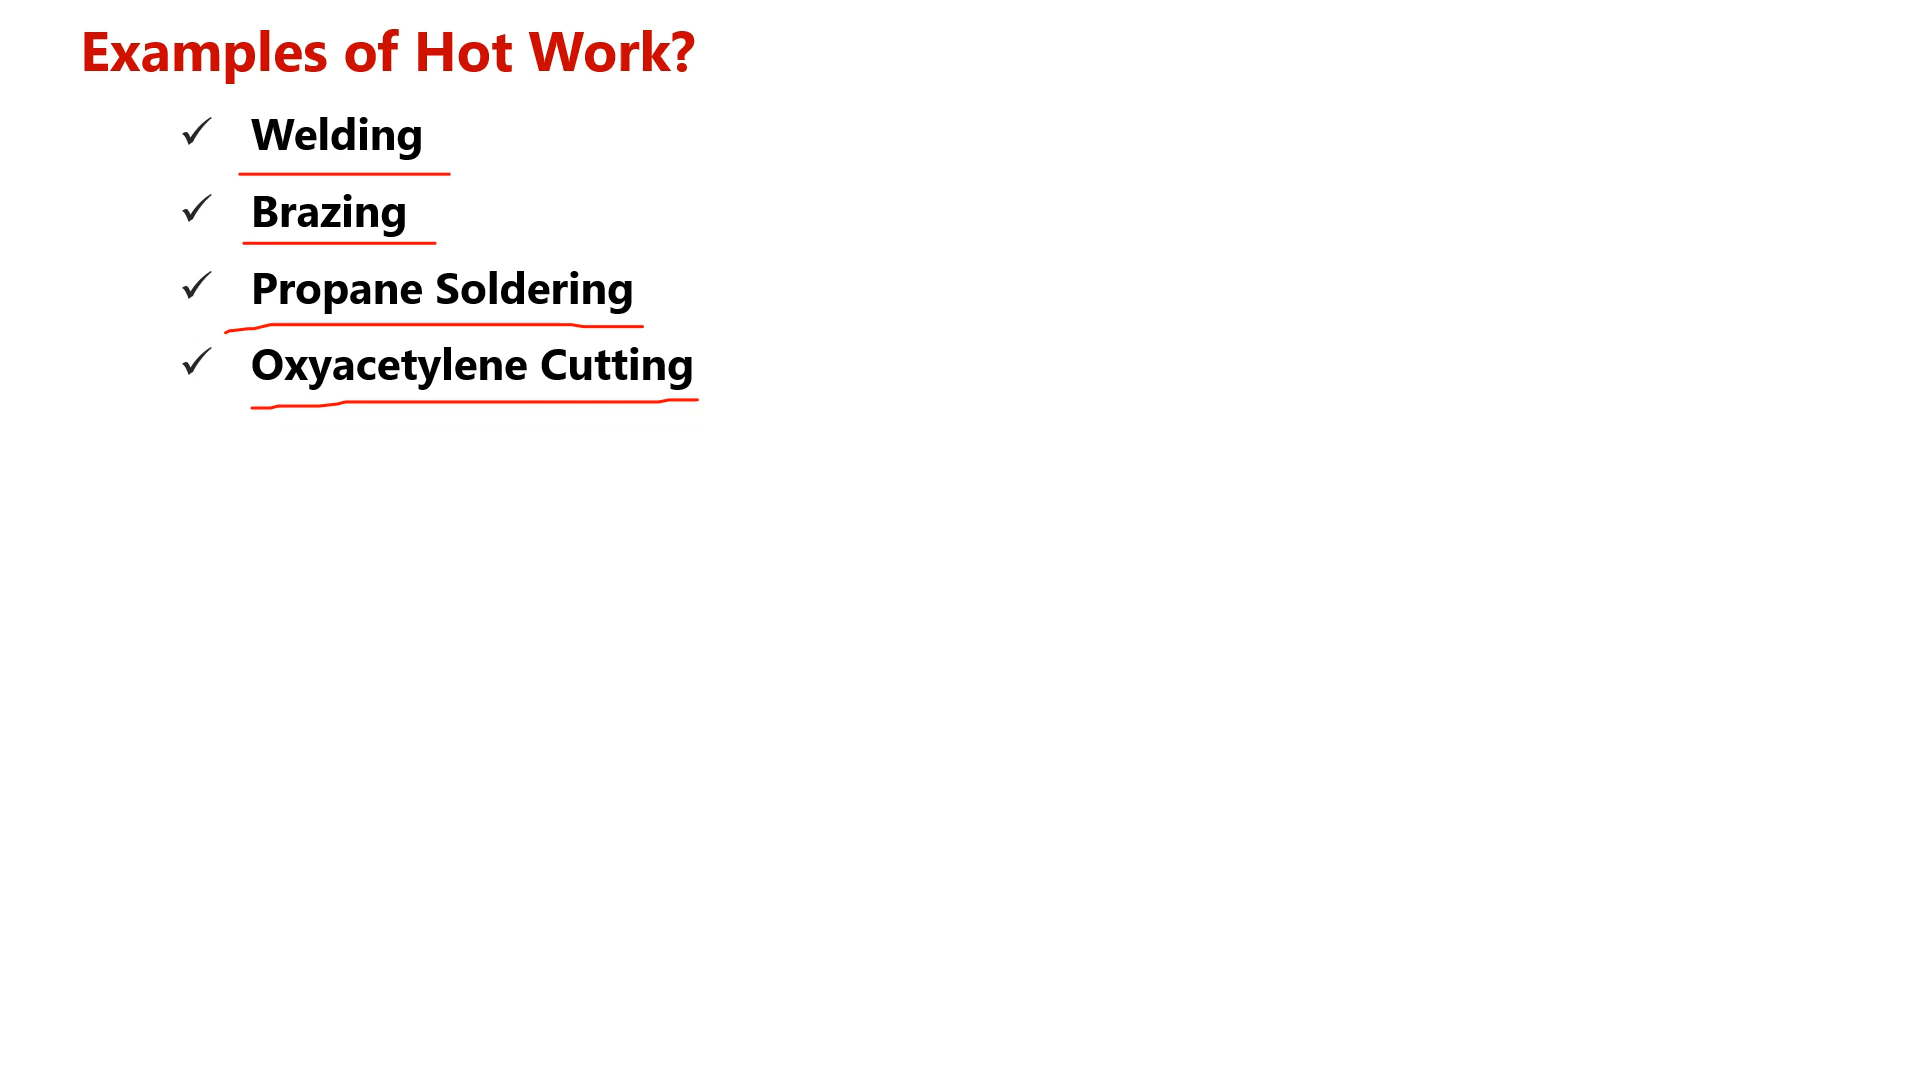 Examples of Hot Work?
✓ Welding
✓ Brazing
✓ Propane Soldering
✓ Oxyacetylene Cutting